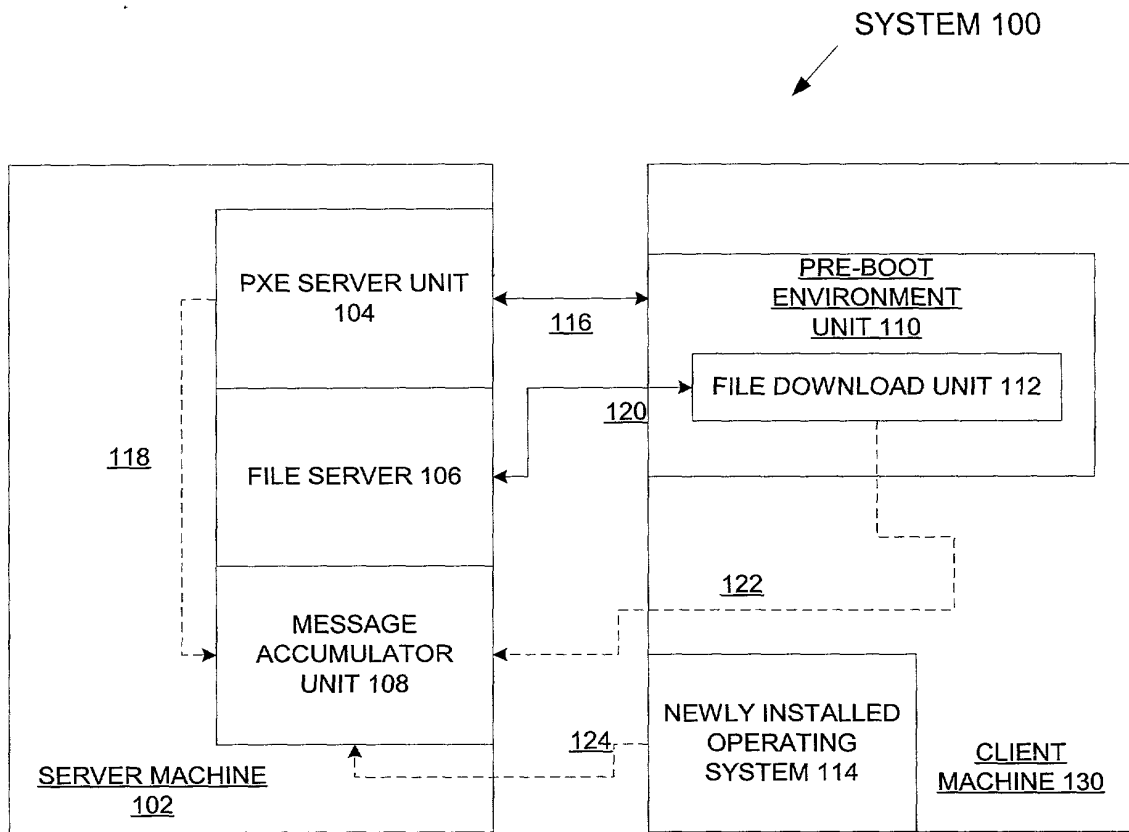 SYSTEM 100
PXE SERVER UNIT
104
PRE-BOOT
ENVIRONMENT
UNIT 110
116
FILE DOWNLOAD UNIT 112
120
118
FILE SERVER 106
122
MESSAGE
ACCUMULATOR
UNIT 108
NEWLY INSTALLED
OPERATING
SYSTEM 114
124
SERVER MACHINE
102
CLIENT
MACHINE 130